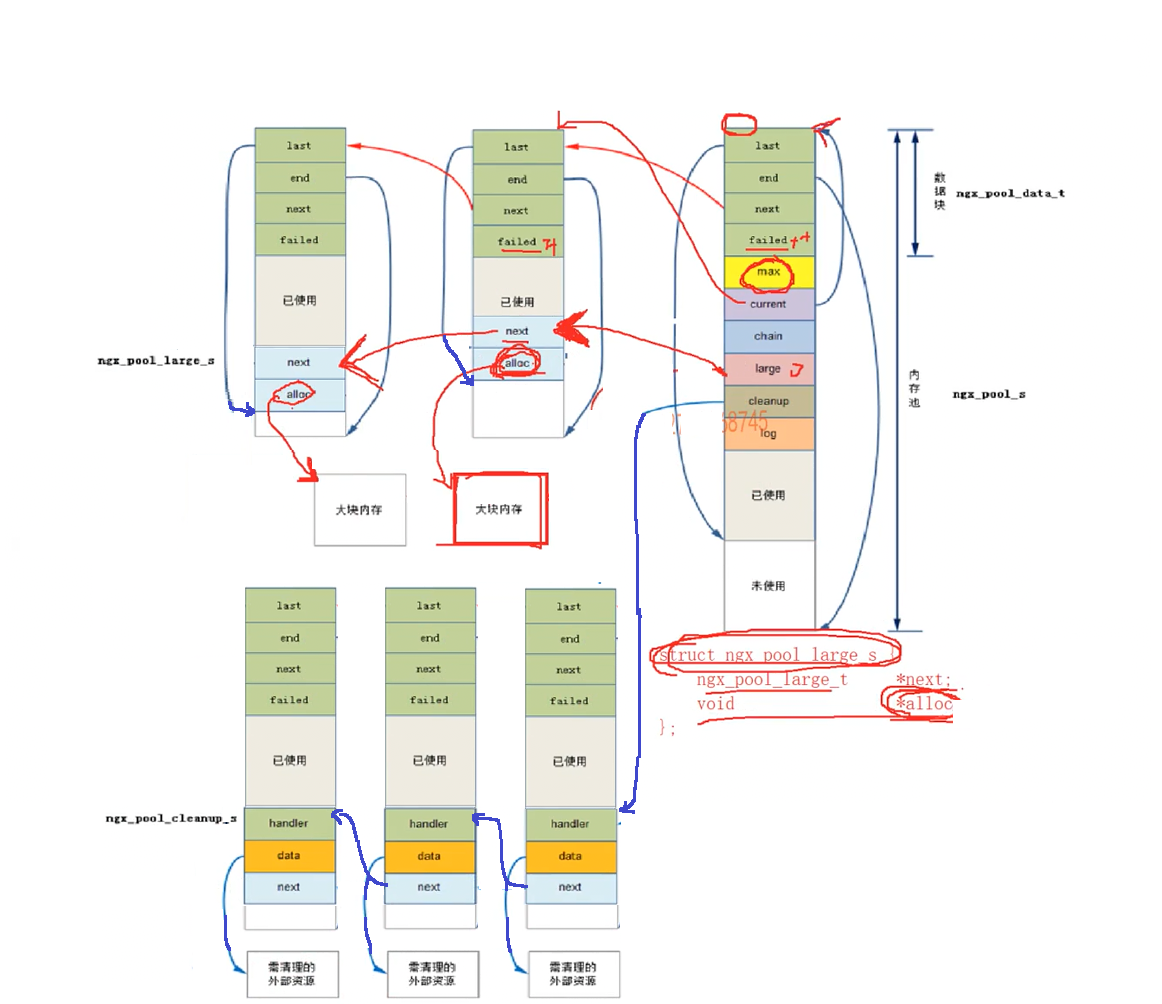 last
end
next
failed
已使用
next
alloc
ngx_pool_large_s
大块内存
last
end
next
failed
已使用
next
alloc
大块内存
last
end
next
failed ++
max
current
chain
large
cleanup
log
已使用
未使用
数据块
ngx_pool_data_t
内存池
ngx_pool_s
8745
struct ngx_pool_large_s {
ngx_pool_large_t *next;
void *alloc
};
last
end
next
failed
已使用
handler
data
next
ngx_pool_cleanup_s
需清理的
外部资源
last
end
next
failed
已使用
handler
data
next
需清理的
外部资源
last
end
next
failed
已使用
handler
data
next
需清理的
外部资源